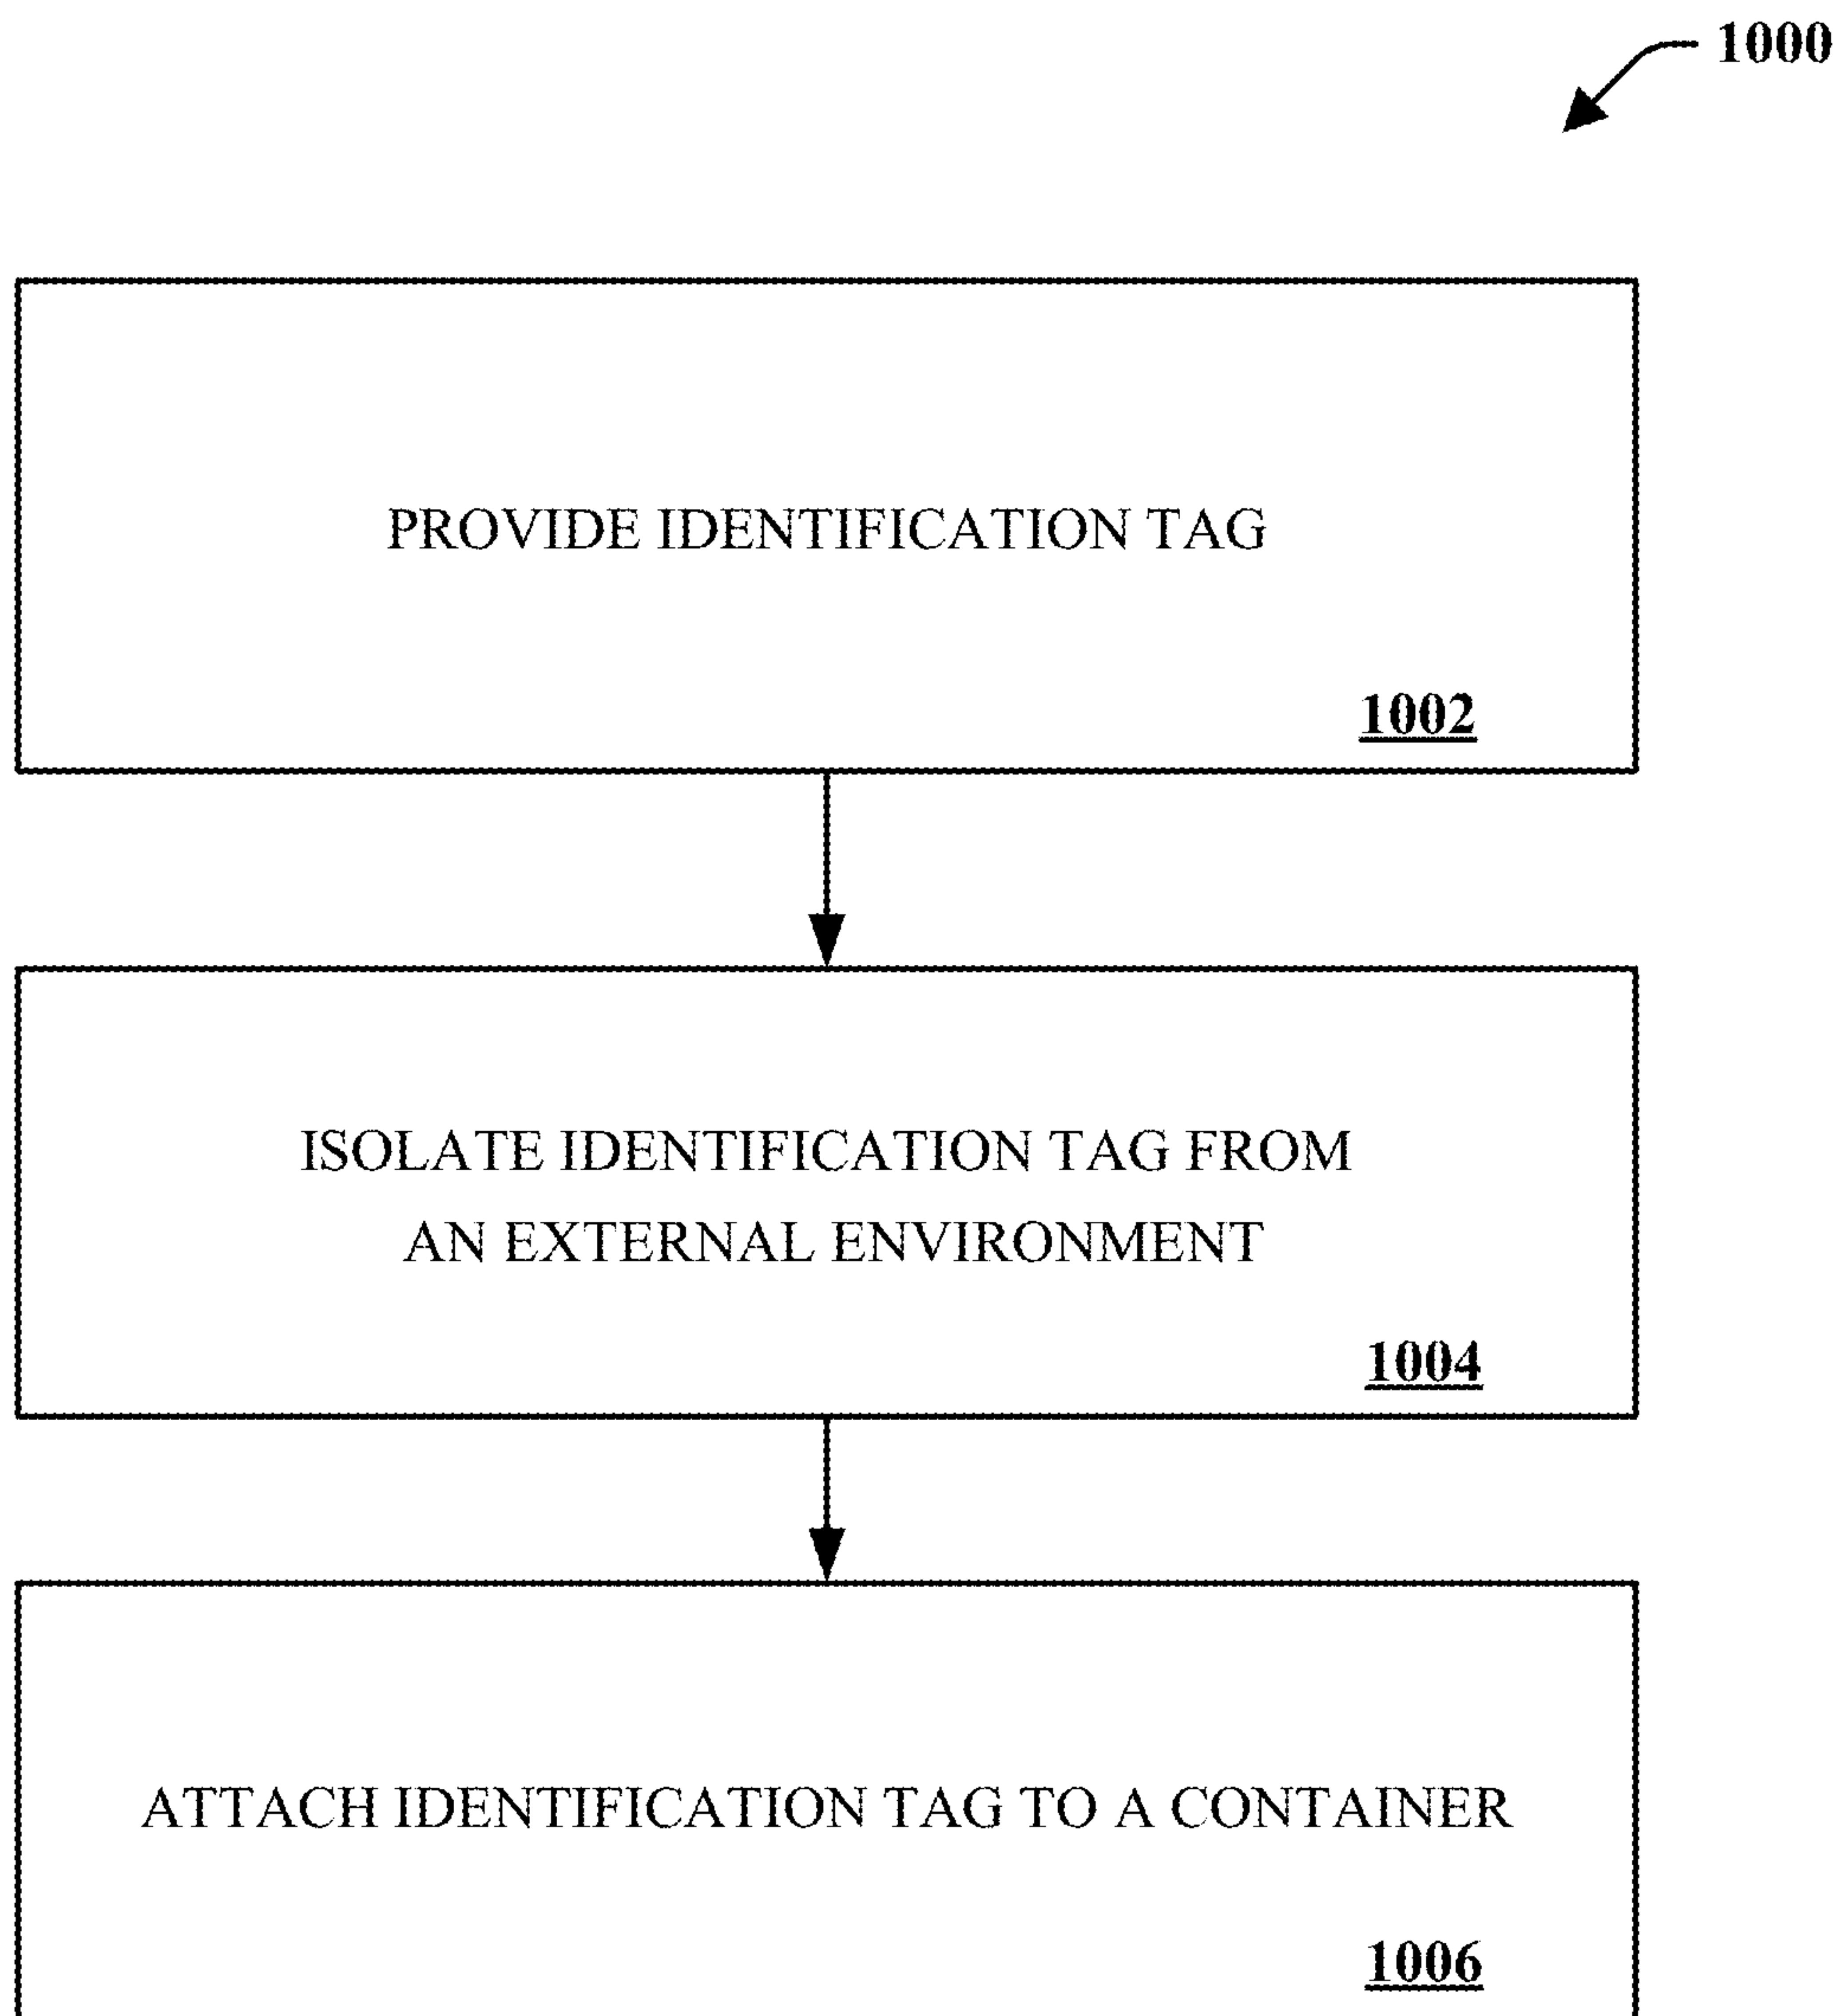 1000
PROVIDE IDENTIFICATION TAG
1002
ISOLATE IDENTIFICATION TAG FROM
AN EXTERNAL ENVIRONMENT
1004
ATTACH IDENTIFICATION TAG TO A CONTAINER
1006